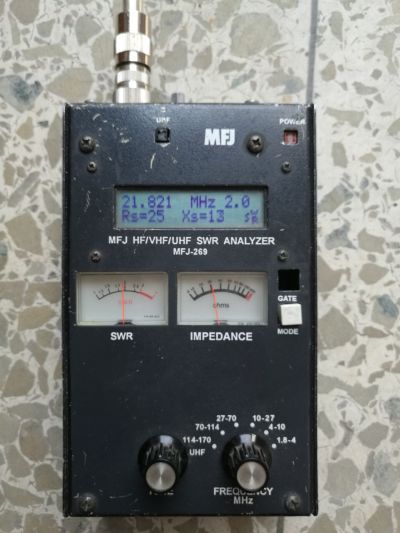 UHF
MFJ
POWER
21.821 MHz 2.0
Rs=25 Xs=13 SWR
MFJ HF/VHF/UHF SWR ANALYZER
MFJ-269
GATE
MODE
ohms
SWR
IMPEDANCE
27-70
10-27
70-114
4-10
114-170
1.8-4
UHF
TUNE
FREQUENCY
MHz